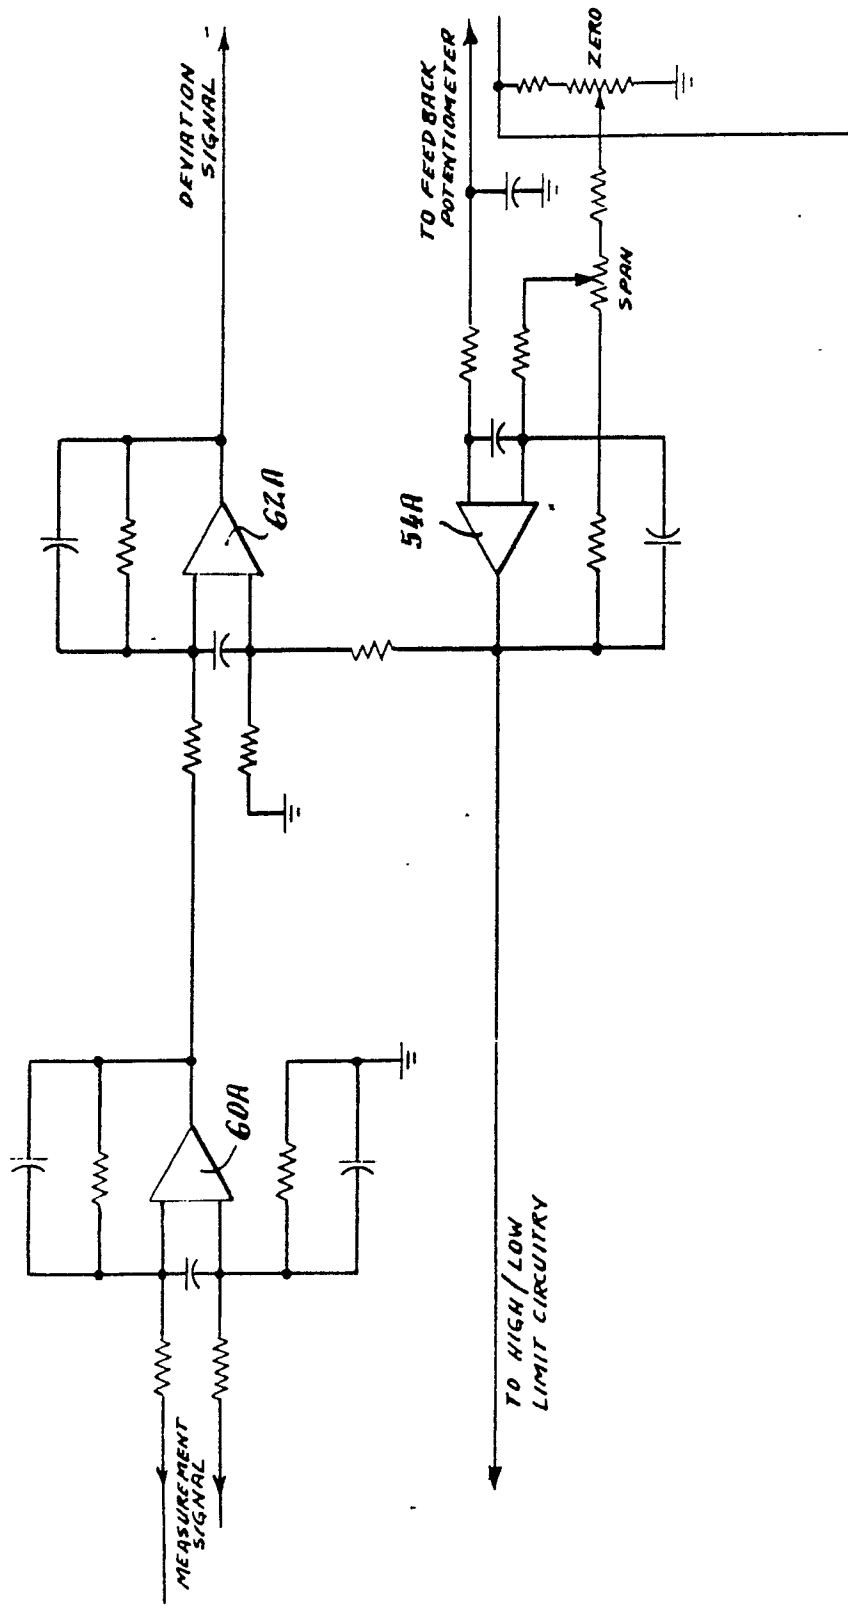 DEVIATION
SIGNAL
62A
TO FEEDBACK
POTENTIOMETER
ZERO
SPAN
54A
60A
MEASUREMENT
SIGNAL
TO HIGH/LOW
LIMIT CIRCUITRY